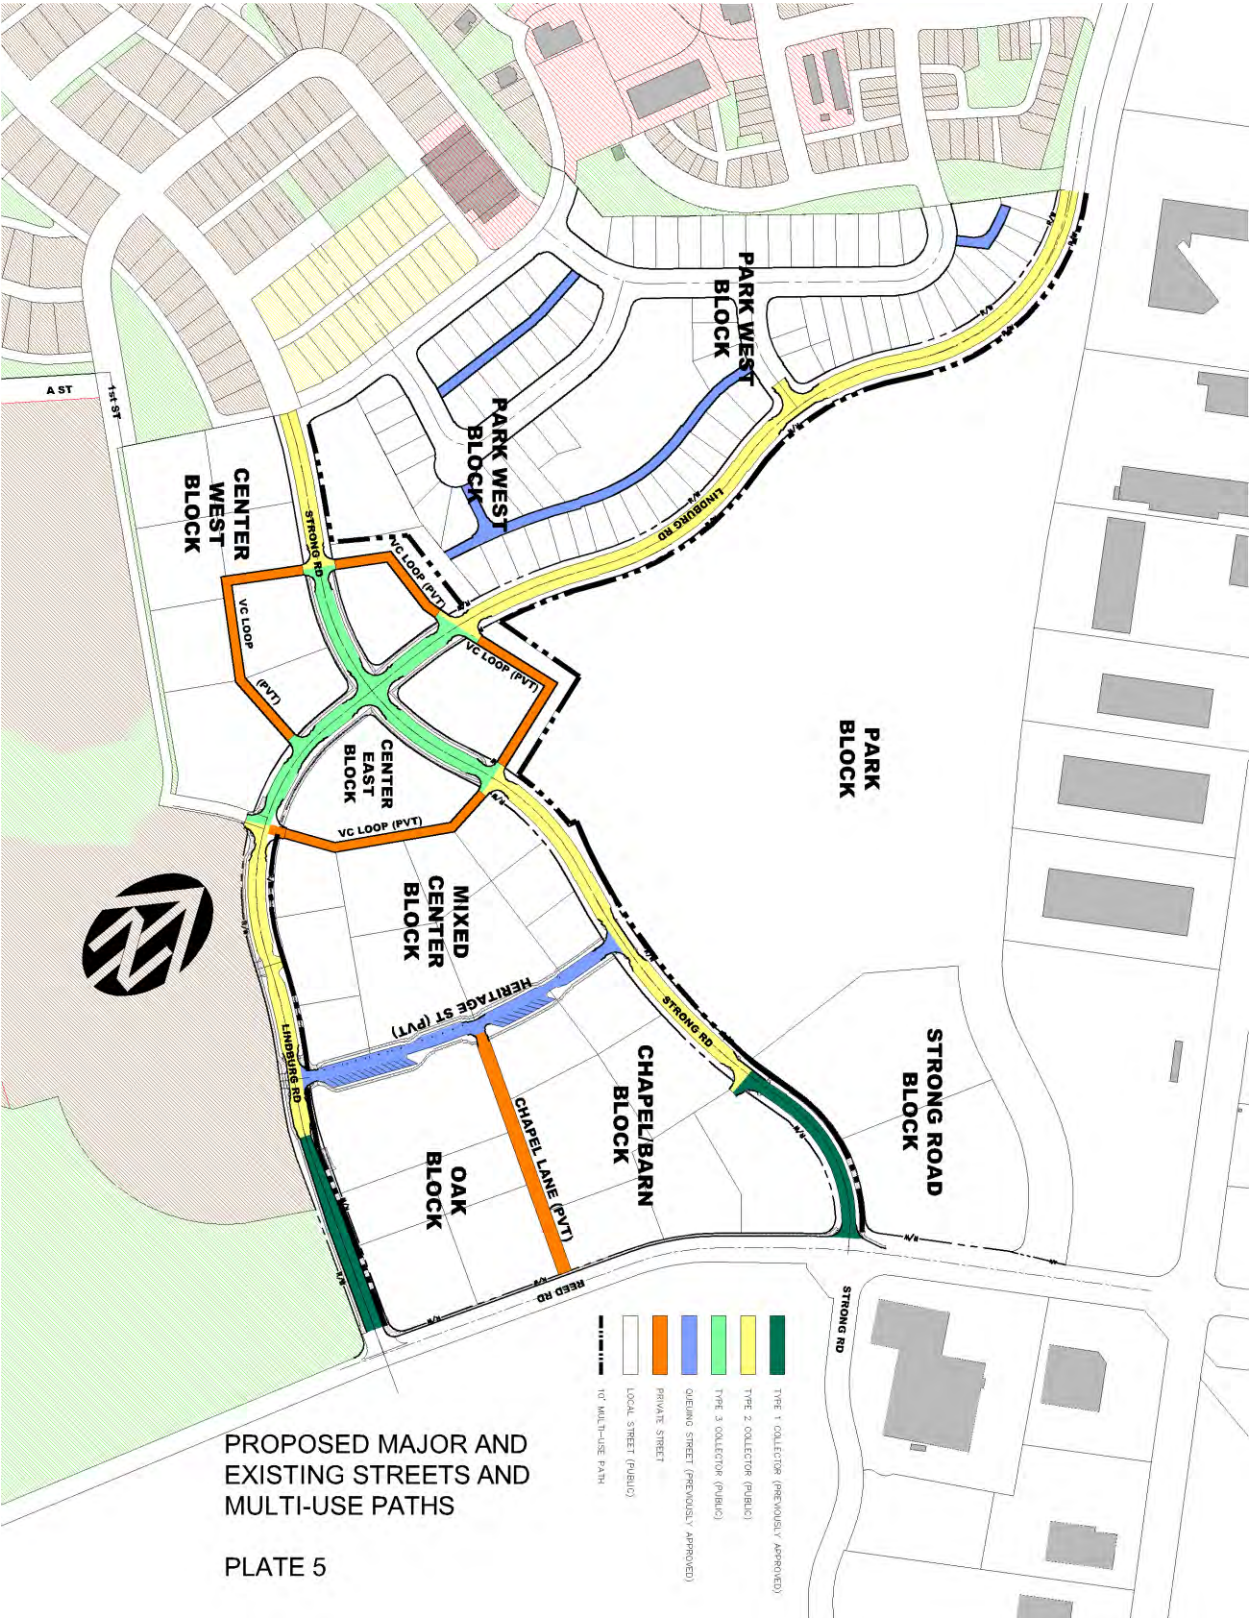 A ST
1st ST
PARK WEST
BLOCK
PARK WEST
BLOCK
CENTER
WEST
BLOCK
STRONG RD
LINDBURG RD
VC LOOP (PVT)
VC LOOP
(PVT)
VC LOOP (PVT)
CENTER
EAST
BLOCK
VC LOOP (PVT)
PARK
BLOCK
MIXED
CENTER
BLOCK
HERITAGE ST (PVT)
STRONG RD
LINDBURG RD
CHAPEL/BARN
BLOCK
STRONG ROAD
BLOCK
CHAPEL LANE (PVT)
OAK
BLOCK
REED RD
STRONG RD
TYPE 1 COLLECTOR (PREVIOUSLY APPROVED)
TYPE 2 COLLECTOR (PUBLIC)
TYPE 3 COLLECTOR (PUBLIC)
QUEUING STREET (PREVIOUSLY APPROVED)
PRIVATE STREET
LOCAL STREET (PUBLIC)
10' MULTI-USE PATH
PROPOSED MAJOR AND
EXISTING STREETS AND
MULTI-USE PATHS
PLATE 5